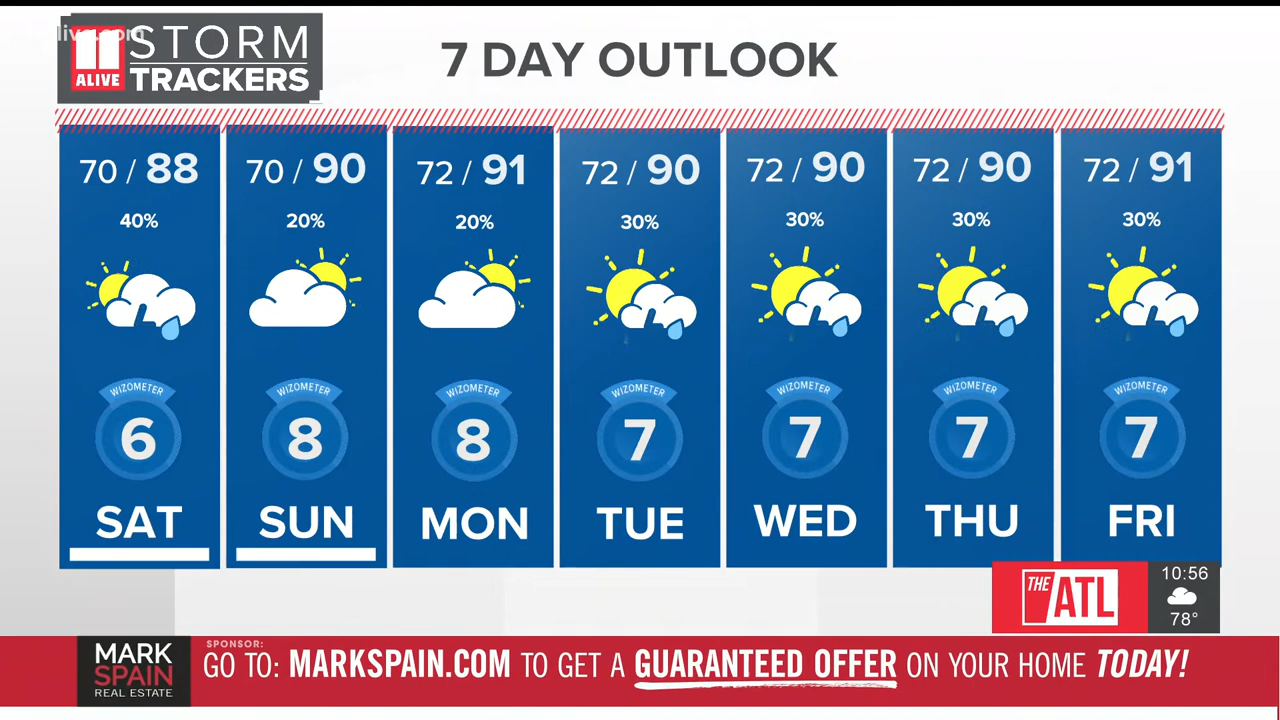 11alive.com
11 ALIVE
STORM
TRACKERS
7 DAY OUTLOOK
70 / 88
40%
WIZOMETER
6
SAT
70 / 90
20%
WIZOMETER
8
SUN
72 / 91
20%
WIZOMETER
8
MON
72 / 90
30%
WIZOMETER
7
TUE
72 / 90
30%
WIZOMETER
7
WED
72 / 90
30%
WIZOMETER
7
THU
72 / 91
30%
WIZOMETER
7
FRI
THE ATL
10:56
78°
MARK
SPAIN
REAL ESTATE
SPONSOR:
GO TO: MARKSPAIN.COM TO GET A GUARANTEED OFFER ON YOUR HOME TODAY!